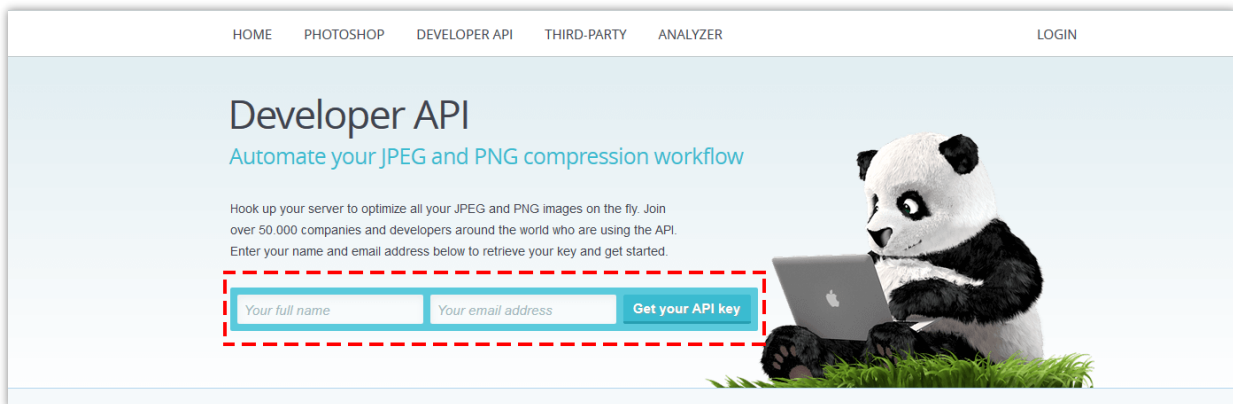 HOME PHOTOSHOP DEVELOPER API THIRD-PARTY ANALYZER LOGIN
Developer API
Automate your JPEG and PNG compression workflow
Hook up your server to optimize all your JPEG and PNG images on the fly. Join
over 50.000 companies and developers around the world who are using the API.
Enter your name and email address below to retrieve your key and get started.
Your full name Your email address Get your API key